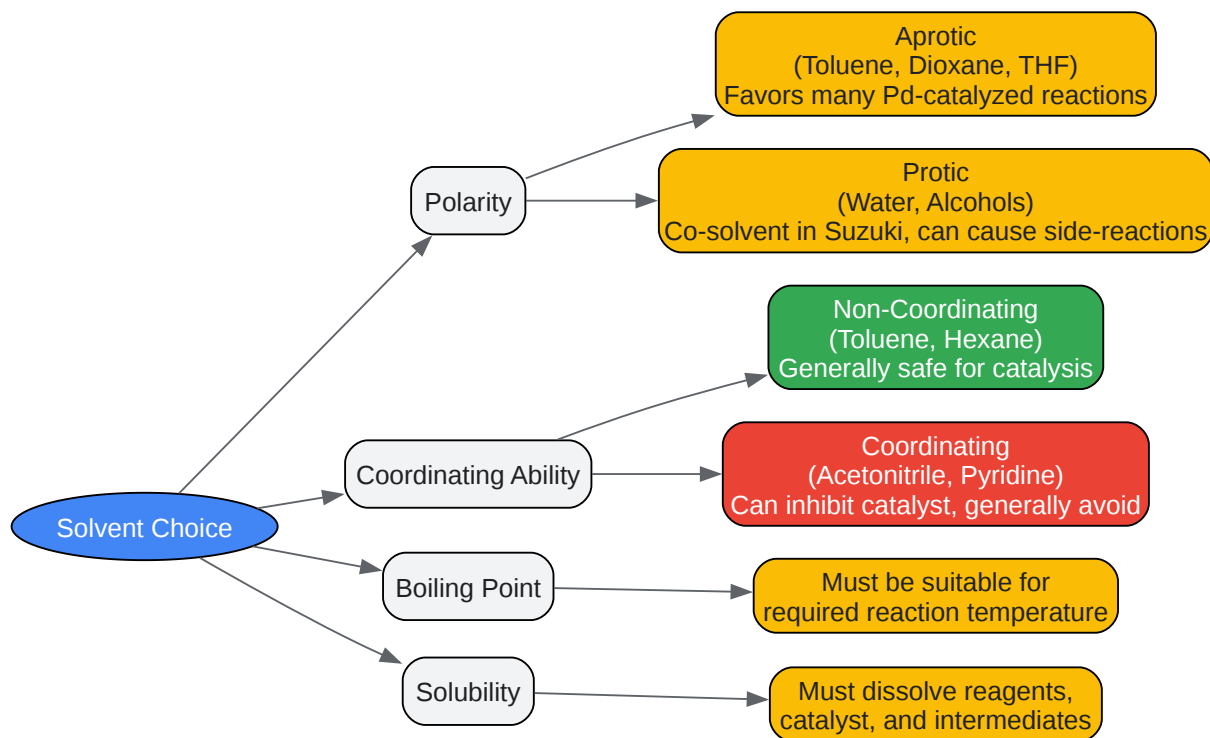 Aprotic
(Toluene, Dioxane, THF)
Favors many Pd-catalyzed reactions
Polarity
Protic
(Water, Alcohols)
Co-solvent in Suzuki, can cause side-reactions
Non-Coordinating
(Toluene, Hexane)
Generally safe for catalysis
Coordinating Ability
Coordinating
(Acetonitrile, Pyridine)
Can inhibit catalyst, generally avoid
Solvent Choice
Boiling Point
Must be suitable for
required reaction temperature
Solubility
Must dissolve reagents,
catalyst, and intermediates